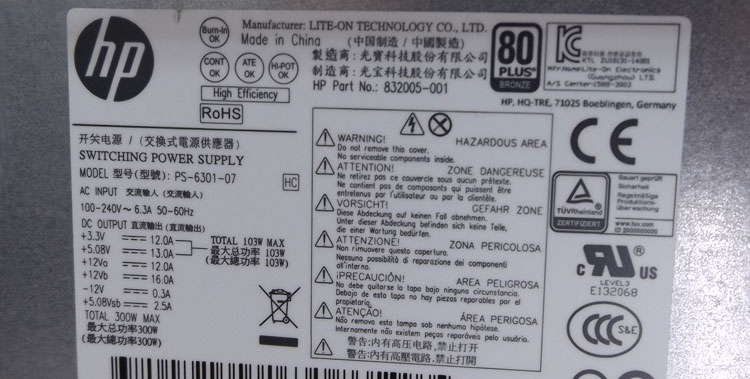 hp
Burn-In
OK
CONT
OK
ATE
OK
HI-POT
OK
High Efficiency
RoHS
Manufacturer: LITE-ON TECHNOLOGY CO., LTD.
Made in China (中国制造 / 中國製造)
製造商: 光寶科技股份有限公司
制造商: 光宝科技股份有限公司
HP Part No.: 832005-001
80
PLUS
BRONZE
A/S Center:1588-2003
HP, HQ-TRE, 71025 Boeblingen, Germany
开关电源 / (交換式電源供應器)
SWITCHING POWER SUPPLY
MODEL 型号(型號): PS-6301-07
HC
AC INPUT 交流输入 (交流輸入)
100-240V~ 6.3A 50-60Hz
DC OUTPUT 直流输出 (直流輸出)
+3.3V 12.0A
+5.08V 13.0A
TOTAL 103W MAX
最大总功率 103W
(最大總功率 103W)
+12Va 12.0A
+12Vb 16.0A
-12V 0.3A
+5.08Vsb 2.5A
TOTAL 300W MAX
最大总功率300W
(最大總功率300W)
WARNING! HAZARDOUS AREA
Do not remove this cover.
No serviceable components inside.
ATTENTION! ZONE DANGEREUSE
Ne retirez pas ce couvercle sous aucun prétexte.
Ne contient pas de composants qui puissent être
entretenus par l'utilisateur ou par la clientèle.
VORSICHT! GEFAHR ZONE
Diese Abdeckung auf keinen Fall abnehmen.
Unter dieser Abdeckung befinden sich keine Teile,
die einer Wartung bedürfen.
ATTENZIONE! ZONA PERICOLOSA
Non rimuovere questa copertura.
Nessuna possibilità di riparazione dei componenti
all'interno.
¡PRECAUCIÓN! AREA PELIGROSA
No debe quitarse la tapa bajo ninguna circunstancia.
Debajo de esta tapa no hay piezas reparables por el
propietario.
ATENÇÃO! ÁREA PERIGOSA
Não remova esta tampa sob nenhuma hipótese.
Internamente não existem peças reparáveis pelo usuário.
警告:内有高压电路,禁止打开
警告:內有高壓電路,禁止打開
CE
TÜVRheinland
ZERTIFIZIERT
Bauart geprüft
Sicherheit
Regelmäßige
Produktions-
überwachung
www.tuv.com
ID 2000000000
c RU US
LEVEL3
E132068
CCC S&E